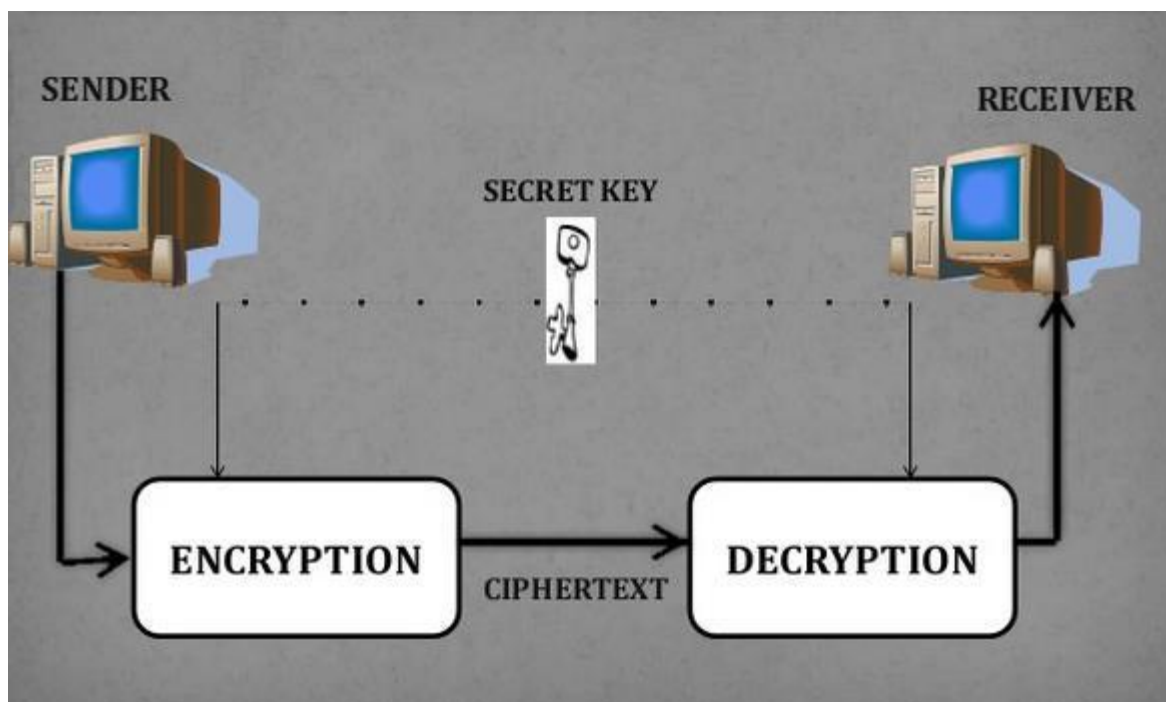 SENDER
RECEIVER
SECRET KEY
ENCRYPTION
CIPHERTEXT
DECRYPTION